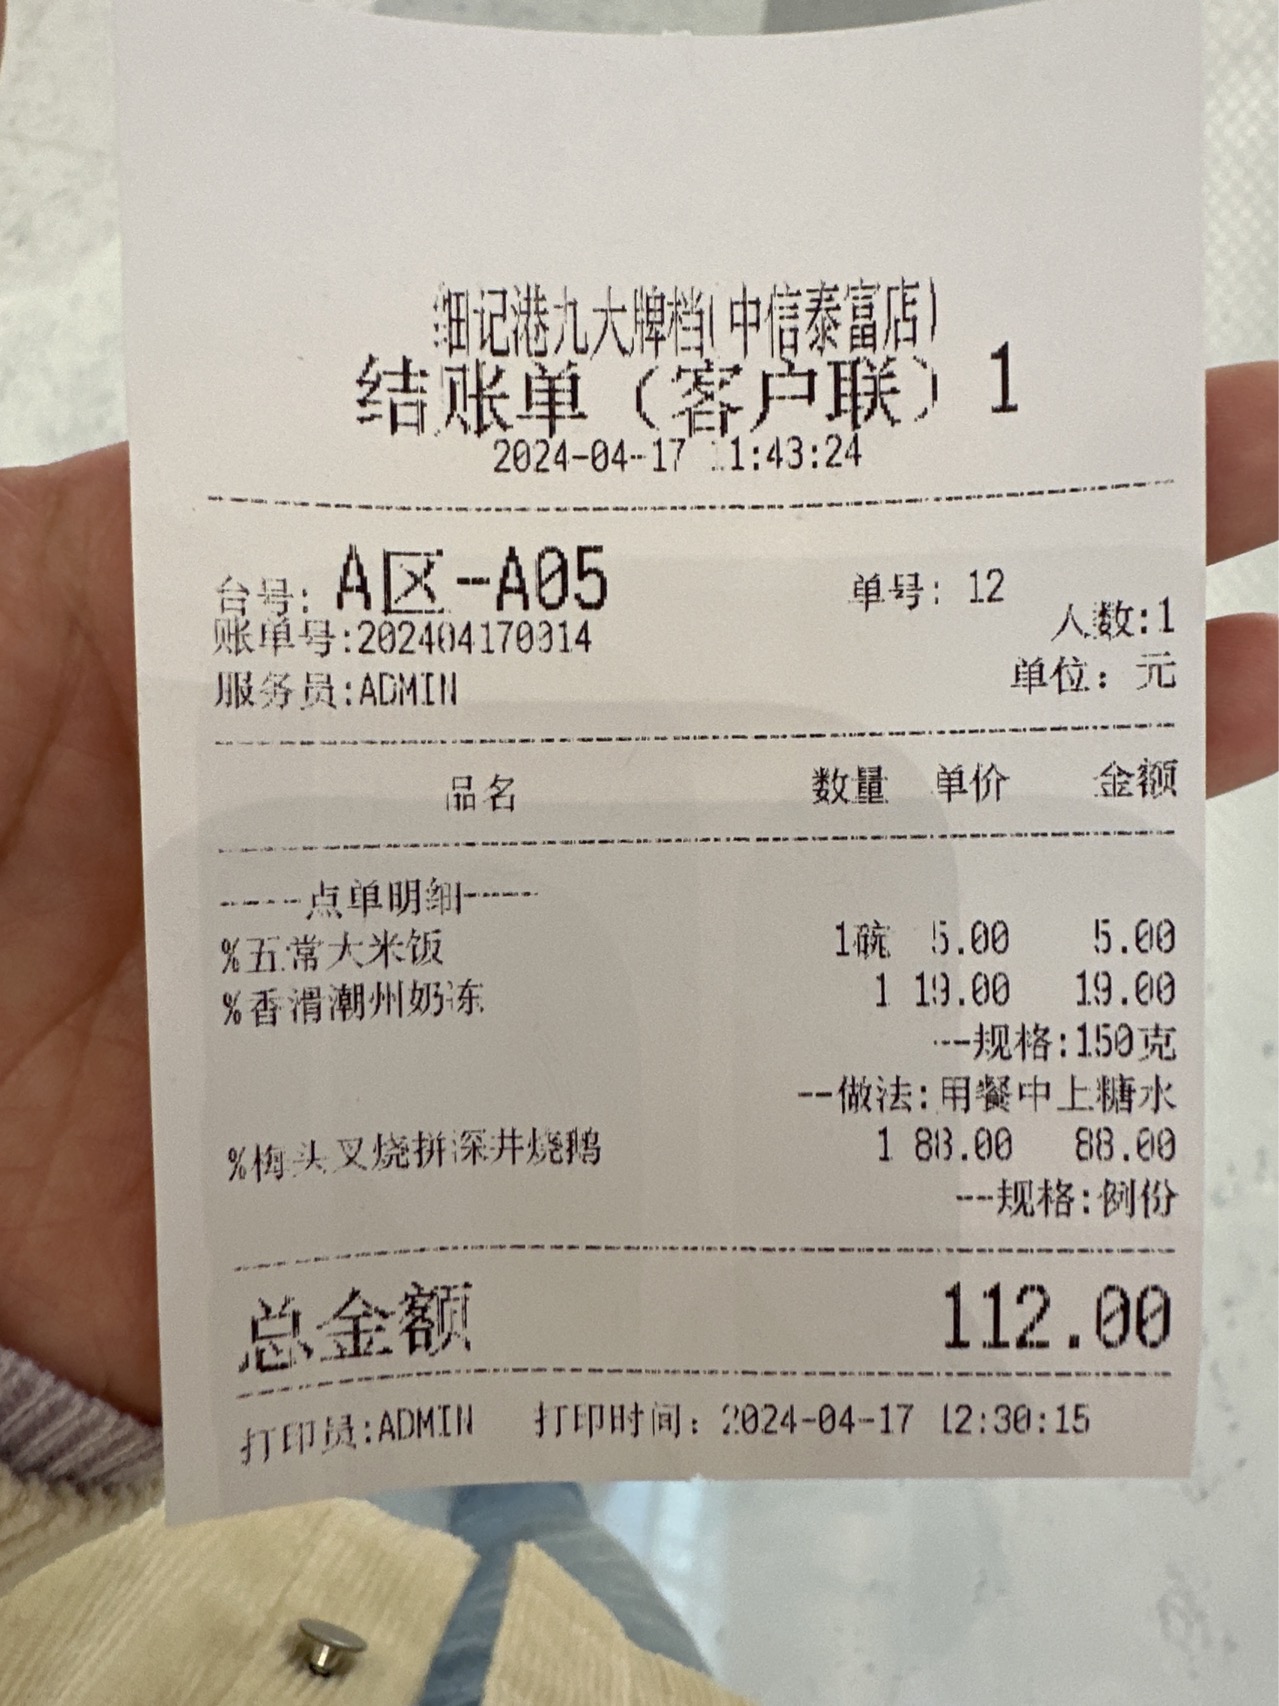 细记港九大牌档(中信泰富店)
结账单（客户联）1
2024-04-17 11:43:24
台号: A区-A05 单号: 12
人数:1
账单号:202404170014
服务员:ADMIN 单位: 元
品名 数量 单价 金额
-----点单明细-----
%五常大米饭 1碗 5.00 5.00
%香滑潮州奶冻 1 19.00 19.00
--规格:150克
--做法:用餐中上糖水
%梅头叉烧拼深井烧鹅 1 88.00 88.00
--规格:例份
总金额 112.00
打印员:ADMIN 打印时间: 2024-04-17 12:30:15